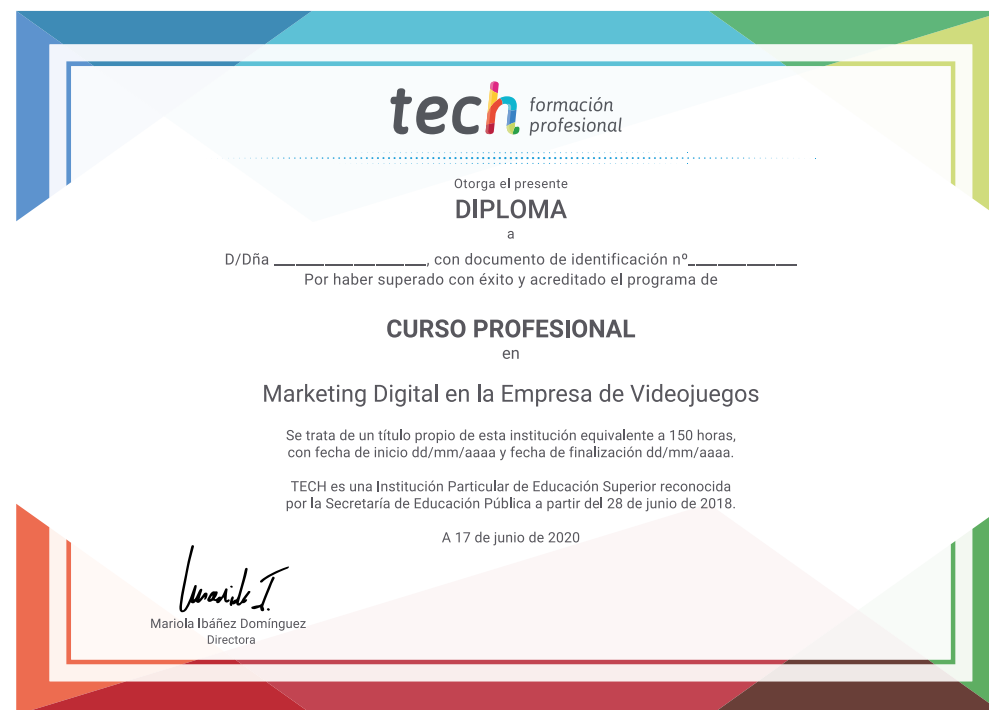 tech formación
profesional
Otorga el presente
DIPLOMA
a
D/Dña ________________, con documento de identificación nº___________
Por haber superado con éxito y acreditado el programa de
CURSO PROFESIONAL
en
Marketing Digital en la Empresa de Videojuegos
Se trata de un título propio de esta institución equivalente a 150 horas,
con fecha de inicio dd/mm/aaaa y fecha de finalización dd/mm/aaaa.
TECH es una Institución Particular de Educación Superior reconocida
por la Secretaría de Educación Pública a partir del 28 de junio de 2018.
A 17 de junio de 2020
Mariola Ibáñez Domínguez
Directora